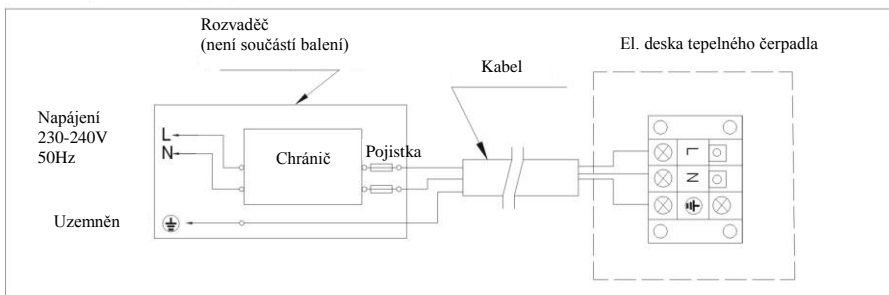 Rozvaděč
(není součástí balení)
El. deska tepelného čerpadla
Kabel
Napájení
230-240V
50Hz
L
N
Chránič
Pojistka
L
N
Uzemněn